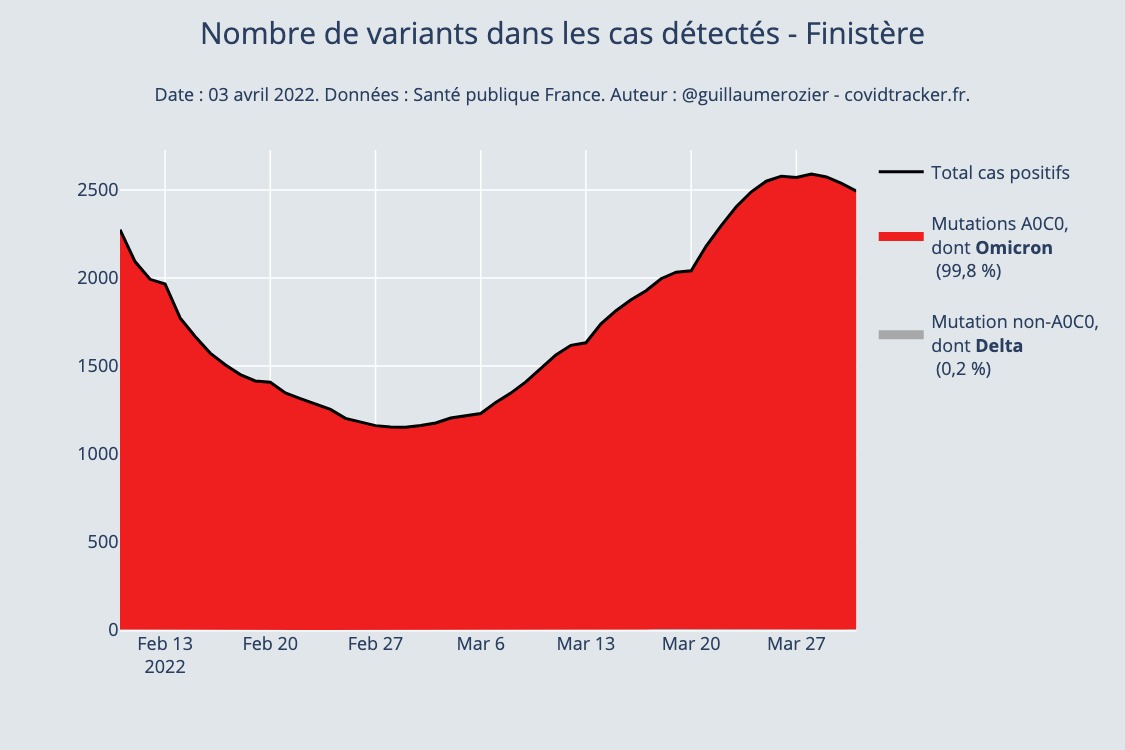 Nombre de variants dans les cas détectés - Finistère
Date : 03 avril 2022. Données : Santé publique France. Auteur : @guillaumerozier - covidtracker.fr.
2500
2000
1500
1000
500
0
Feb 13
2022
Feb 20
Feb 27
Mar 6
Mar 13
Mar 20
Mar 27
Total cas positifs
Mutations A0C0,
dont Omicron
(99,8 %)
Mutation non-A0C0,
dont Delta
(0,2 %)